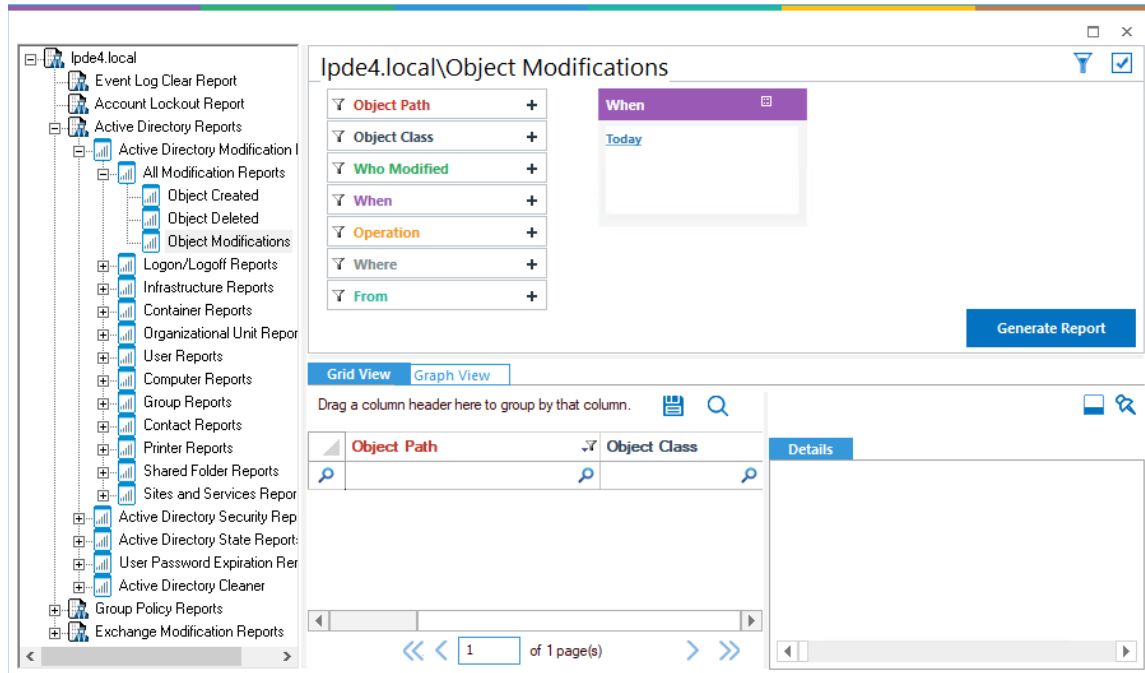 lpde4.local
Event Log Clear Report
Account Lockout Report
Active Directory Reports
Active Directory Modification
All Modification Reports
Object Created
Object Deleted
Object Modifications
Logon/Logoff Reports
Infrastructure Reports
Container Reports
Organizational Unit Repor
User Reports
Computer Reports
Group Reports
Contact Reports
Printer Reports
Shared Folder Reports
Sites and Services Repor
Active Directory Security Rep
Active Directory State Report
User Password Expiration
Active Directory Cleaner
Group Policy Reports
Exchange Modification Reports
lpde4.local\Object Modifications
Object Path +
Object Class +
Who Modified +
When +
Operation +
Where +
From +
When
Today
Generate Report
Grid View Graph View
Drag a column header here to group by that column.
Object Path Object Class
1 of 1 page(s)
Details